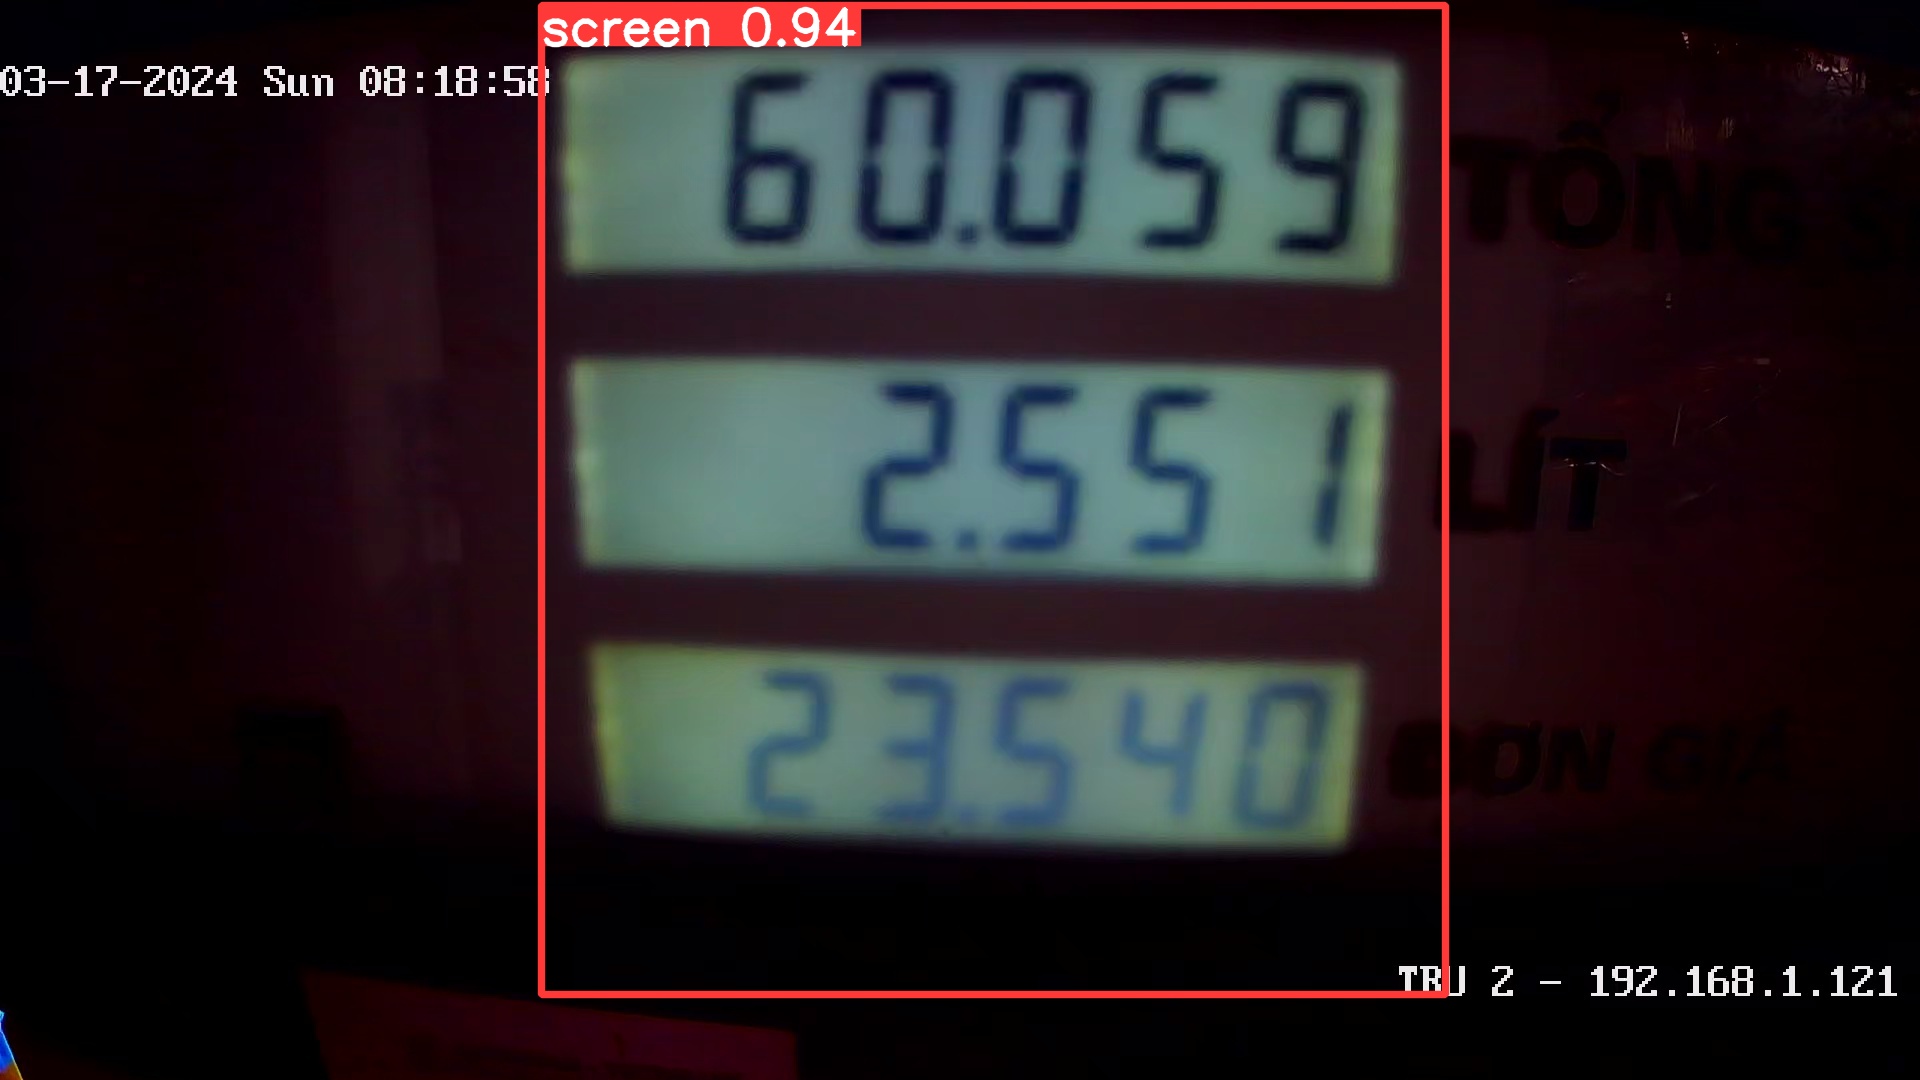 screen 0.94
03-17-2024 Sun 08:18:58
60.059
TỔNG S
2.551
LÍT
23.540
ĐƠN GIÁ
TRU 2 - 192.168.1.121